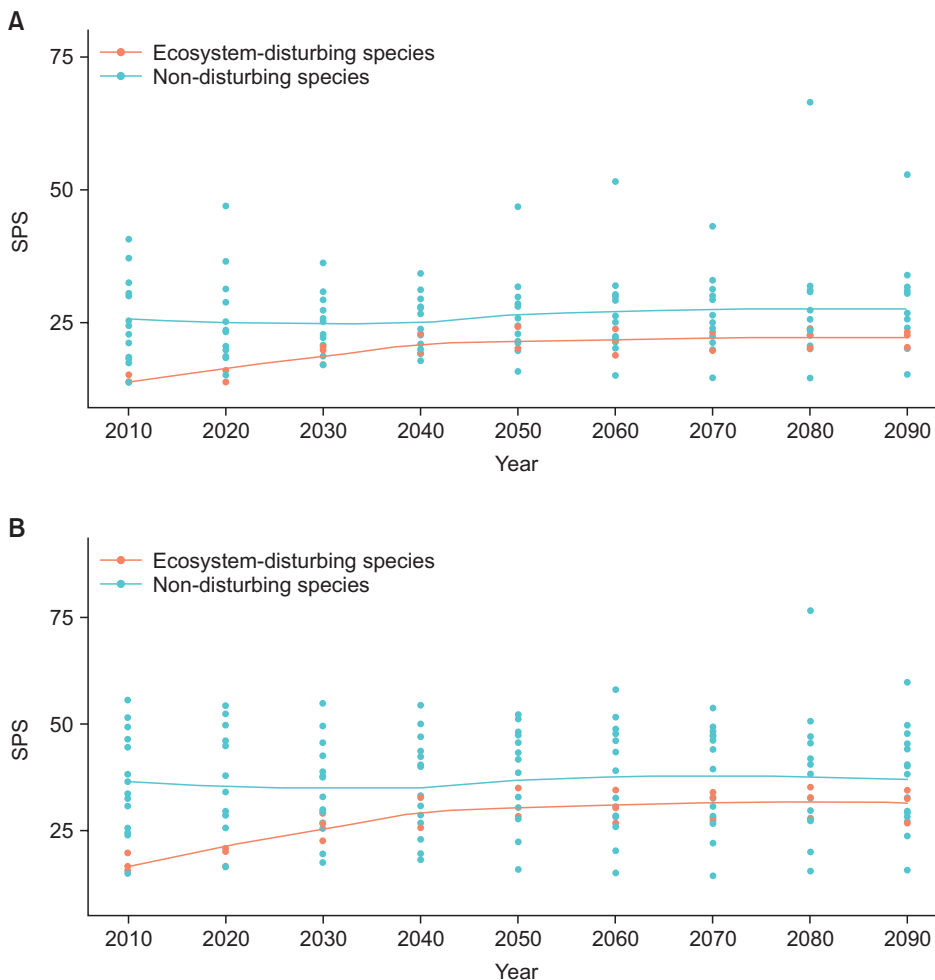 A
Ecosystem-disturbing species
Non-disturbing species
75
50
25
SPS
2010 2020 2030 2040 2050 2060 2070 2080 2090
Year
B
Ecosystem-disturbing species
Non-disturbing species
75
50
25
SPS
2010 2020 2030 2040 2050 2060 2070 2080 2090
Year